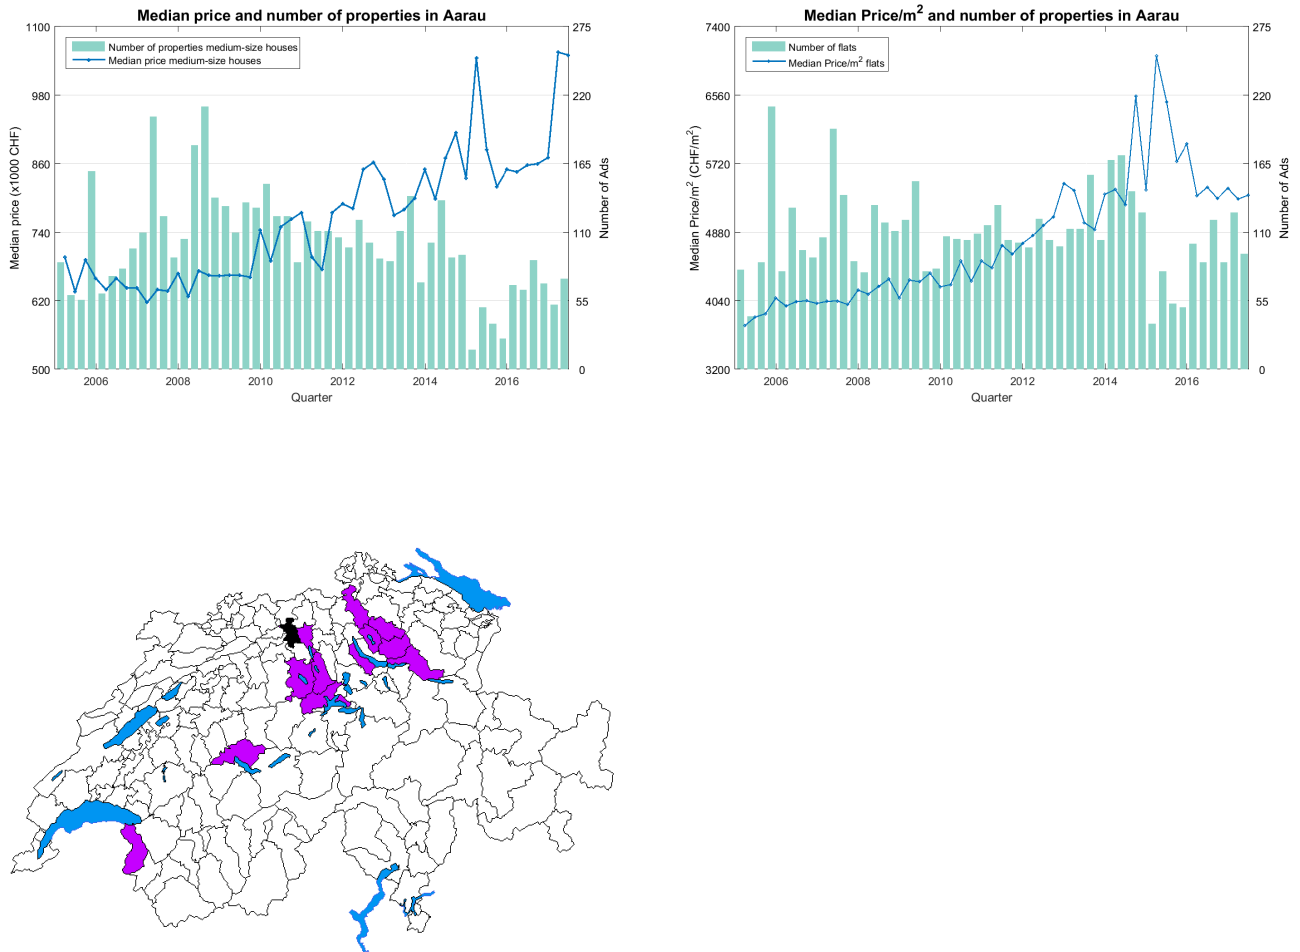 Median price and number of properties in Aarau
1100
980
860
740
620
500
Median price (x1000 CHF)
Number of properties medium-size houses
Median price medium-size houses
275
220
165
110
55
0
Number of Ads
2006 2008 2010 2012 2014 2016
Quarter
Median Price/m² and number of properties in Aarau
7400
6560
5720
4880
4040
3200
Median Price/m² (CHF/m²)
Number of flats
Median Price/m² flats
275
220
165
110
55
0
Number of Ads
2006 2008 2010 2012 2014 2016
Quarter